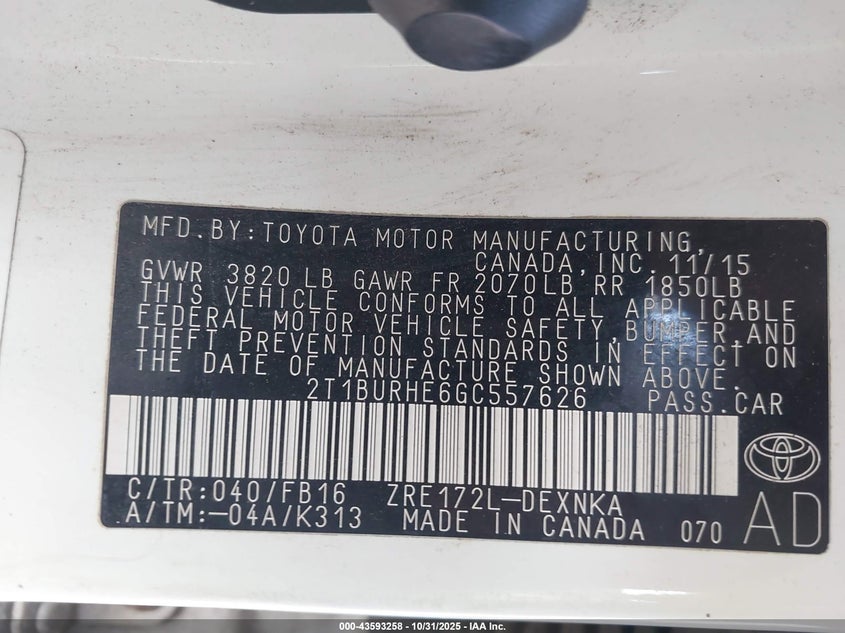 MFD.BY:TOYOTA MOTOR MANUFACTURING,
CANADA,INC. 11/15
GVWR 3820 LB GAWR FR 2070LB RR 1850LB
THIS VEHICLE CONFORMS TO ALL APPLICABLE
FEDERAL MOTOR VEHICLE SAFETY,BUMPER,AND
THEFT PREVENTION STANDARDS IN EFFECT ON
THE DATE OF MANUFACTURE SHOWN ABOVE.
2T1BURHE6GC557626 PASS.CAR
C/TR:040/FB16 ZRE172L-DEXNKA
A/TM:-04A/K313 MADE IN CANADA 070 AD
000-43593258 - 10/31/2025 - IAA Inc.